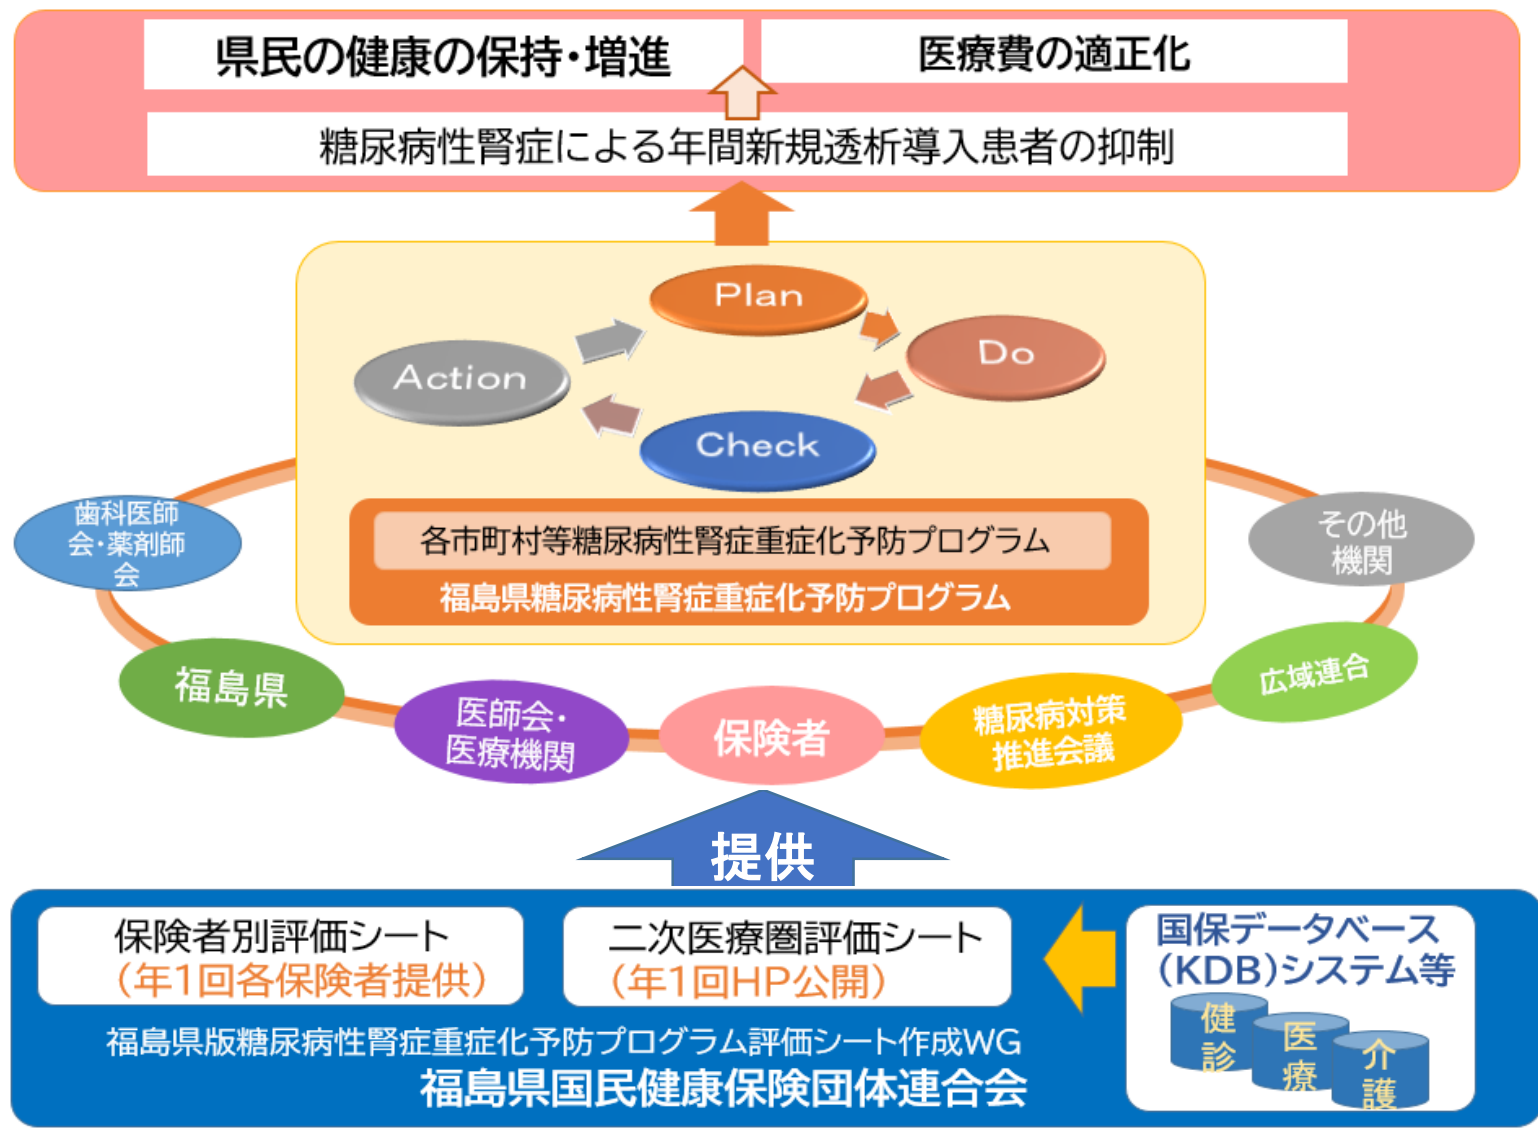 県民の健康の保持・増進
医療費の適正化
糖尿病性腎症による年間新規透析導入患者の抑制
Plan
Do
Action
Check
各市町村等糖尿病性腎症重症化予防プログラム
福島県糖尿病性腎症重症化予防プログラム
歯科医師
会・薬剤師
会
その他
機関
福島県
医師会・
医療機関
保険者
糖尿病対策
推進会議
広域連合
提供
保険者別評価シート
（年1回各保険者提供）
二次医療圏評価シート
（年1回HP公開）
国保データベース
（KDB）システム等
健
診
医
療
介
護
福島県版糖尿病性腎症重症化予防プログラム評価シート作成WG
福島県国民健康保険団体連合会